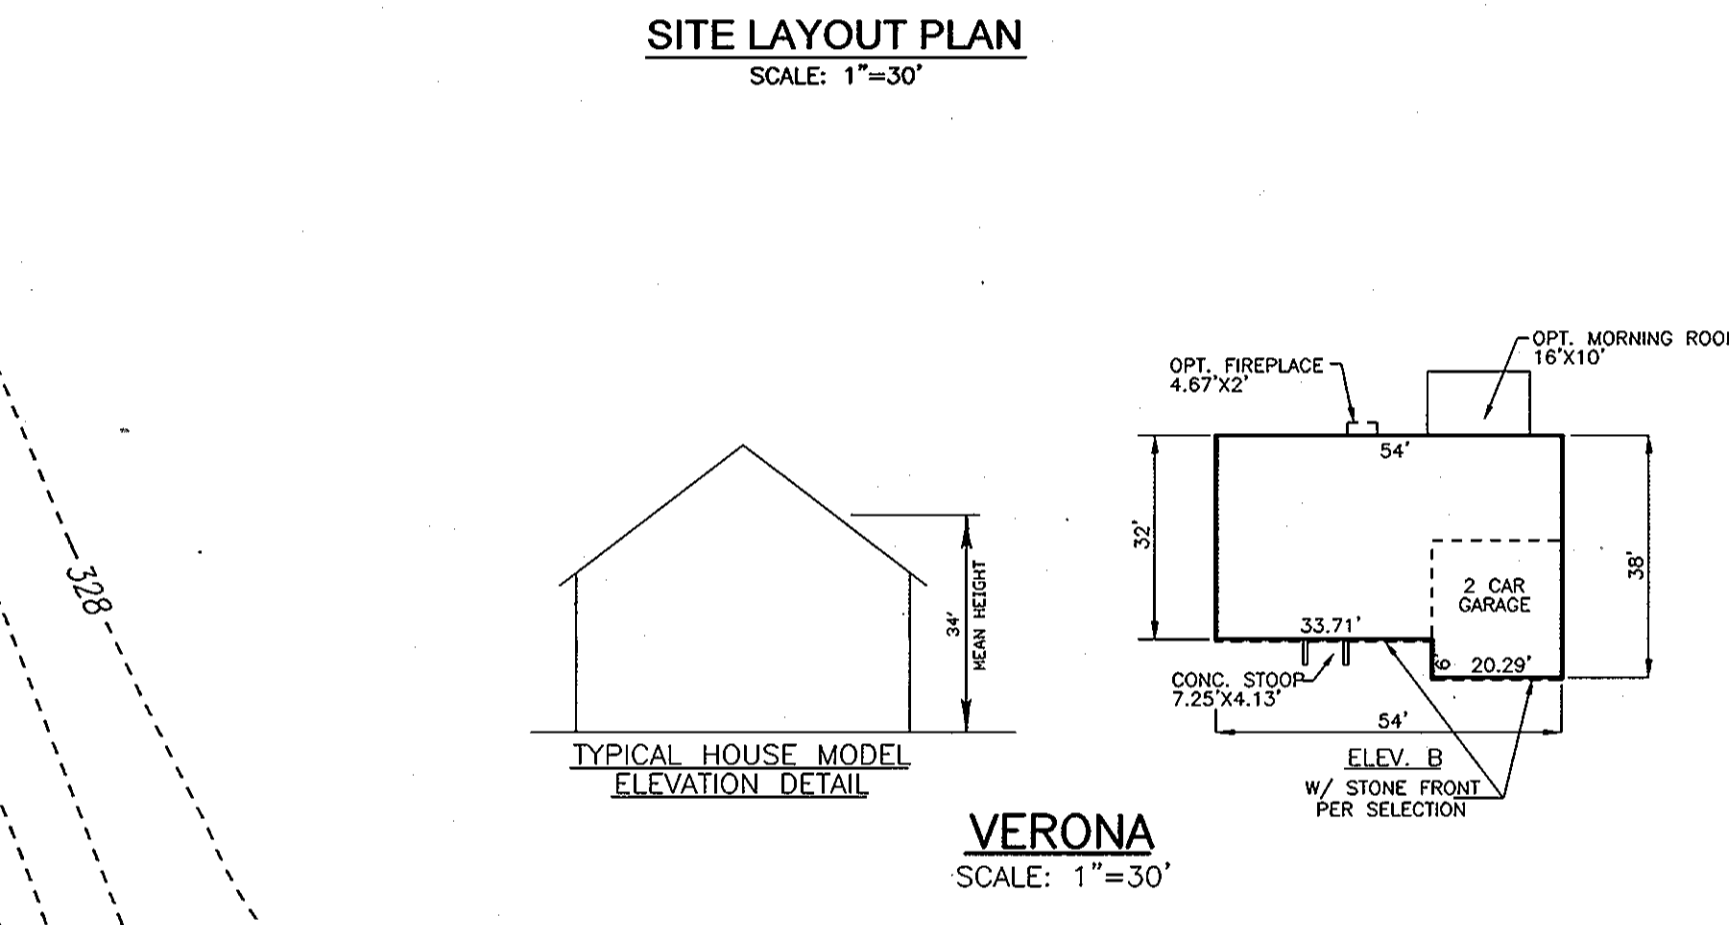 SITE LAYOUT PLAN
SCALE: 1"=30'
328
34'
MEAN HEIGHT
TYPICAL HOUSE MODEL
ELEVATION DETAIL
OPT. FIREPLACE
4.67'X2'
OPT. MORNING
16'X10'
54'
32'
38'
2 CAR
GARAGE
33.71'
6'
20.29'
CONC. STOOP
7.25'X4.13'
54'
ELEV. B
W/ STONE FRONT
PER SELECTION
VERONA
SCALE: 1"=30'